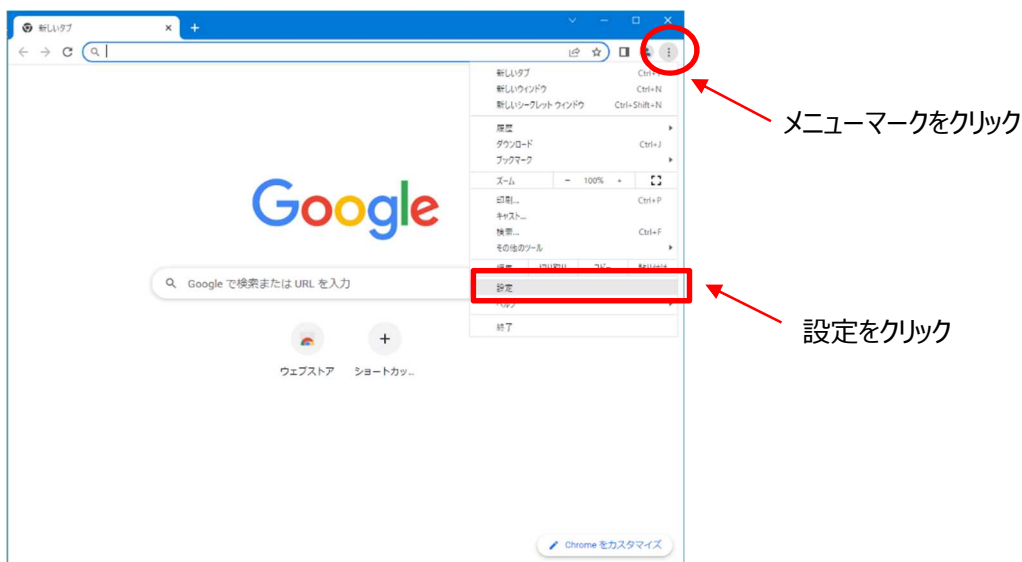 新しいタブ
新しいタブ
新しいウィンドウ Ctrl+N
新しいシークレット ウィンドウ Ctrl+Shift+N
メニューマークをクリック
履歴
ダウンロード Ctrl+J
ブックマーク
ズーム - 100% +
Google
印刷... Ctrl+P
キャスト...
検索... Ctrl+F
その他のツール
Google で検索または URL を入力
設定
設定をクリック
終了
ウェブストア ショートカッ...
Chrome をカスタマイズ